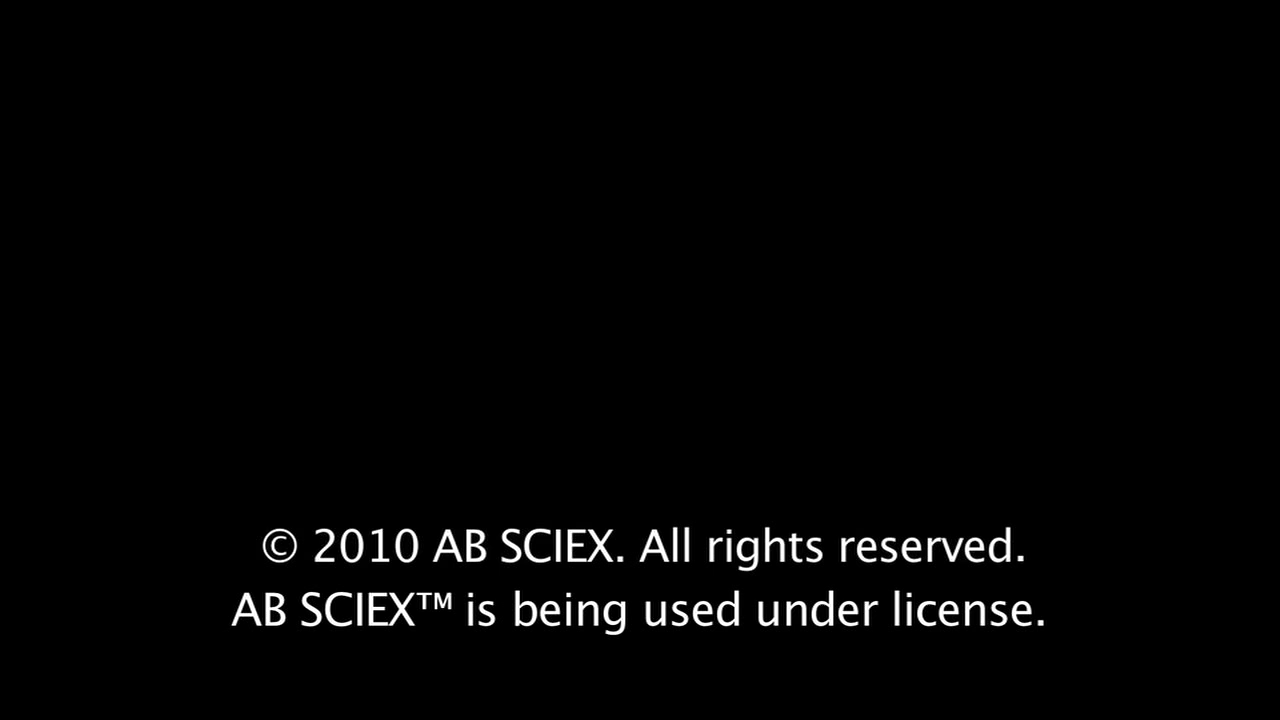 © 2010 AB SCIEX. All rights reserved.
AB SCIEX™ is being used under license.